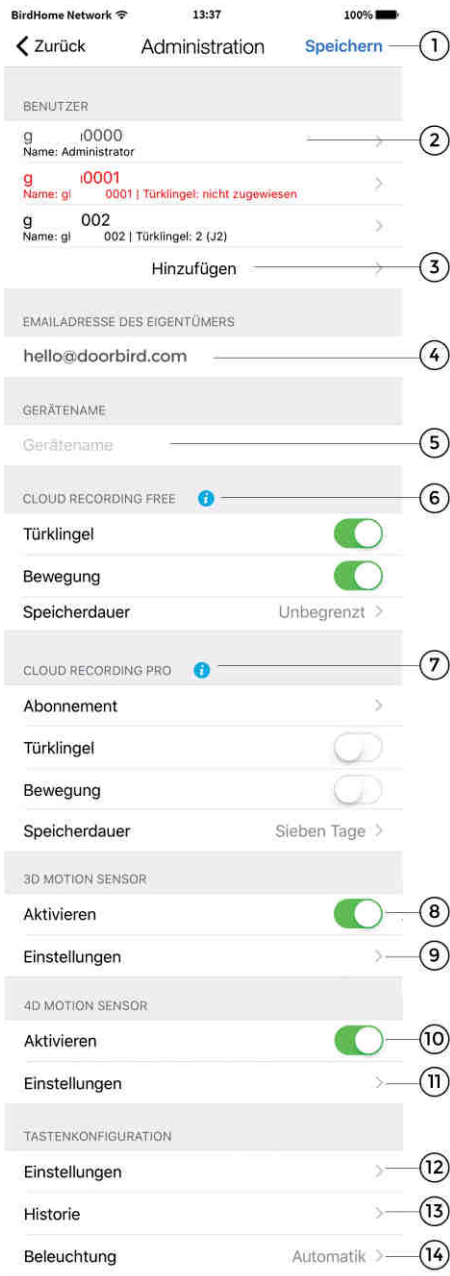 BirdHome Network 13:37 100%
Zurück Administration Speichern 1
BENUTZER
g 0000 2
Name: Administrator
g 0001
Name: gl 0001 | Türklingel: nicht zugewiesen
g 002
Name: gl 002 | Türklingel: 2 (J2)
Hinzufügen 3
EMAILADRESSE DES EIGENTÜMERS
hello@doorbird.com 4
GERÄTENAME
Gerätename 5
CLOUD RECORDING FREE i 6
Türklingel
Bewegung
Speicherdauer Unbegrenzt
CLOUD RECORDING PRO i 7
Abonnement
Türklingel
Bewegung
Speicherdauer Sieben Tage
3D MOTION SENSOR
Aktivieren 8
Einstellungen 9
4D MOTION SENSOR
Aktivieren 10
Einstellungen 11
TASTENKONFIGURATION
Einstellungen 12
Historie 13
Beleuchtung Automatik 14